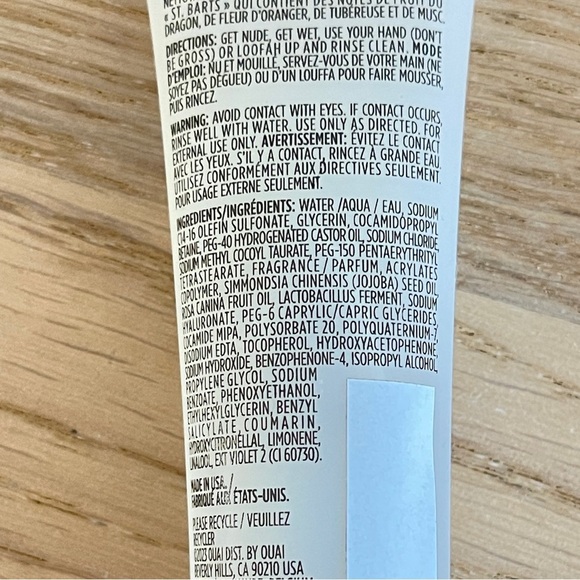 « ST. BARTS » QUI CONTIENT DES NOTES DE FRUIT DU
DRAGON, DE FLEUR D'ORANGER, DE TUBÉREUSE ET DE MUSC.
DIRECTIONS: GET NUDE, GET WET, USE YOUR HAND (DON'T
BE GROSS) OR LOOFAH UP AND RINSE CLEAN. MODE
D'EMPLOI: NU ET MOUILLÉ, SERVEZ-VOUS DE VOTRE MAIN (NE
SOYEZ PAS DÉGUEU) OU D'UN LOUFFA POUR FAIRE MOUSSER,
PUIS RINCEZ.
WARNING: AVOID CONTACT WITH EYES. IF CONTACT OCCURS,
RINSE WELL WITH WATER. USE ONLY AS DIRECTED. FOR
EXTERNAL USE ONLY. AVERTISSEMENT: ÉVITEZ LE CONTACT
AVEC LES YEUX. S'IL Y A CONTACT, RINCEZ À GRANDE EAU.
UTILISEZ CONFORMÉMENT AUX DIRECTIVES SEULEMENT.
POUR USAGE EXTERNE SEULEMENT.
INGREDIENTS/INGRÉDIENTS: WATER /AQUA / EAU, SODIUM
C14-16 OLEFIN SULFONATE, GLYCERIN, COCAMIDOPROPYL
BETAINE, PEG-40 HYDROGENATED CASTOR OIL, SODIUM CHLORIDE,
SODIUM METHYL COCOYL TAURATE, PEG-150 PENTAERYTHRITYL
TETRASTEARATE, FRAGRANCE / PARFUM, ACRYLATES
COPOLYMER, SIMMONDSIA CHINENSIS (JOJOBA) SEED OIL,
ROSA CANINA FRUIT OIL, LACTOBACILLUS FERMENT, SODIUM
HYALURONATE, PEG-6 CAPRYLIC/CAPRIC GLYCERIDES,
COCAMIDE MIPA, POLYSORBATE 20, POLYQUATERNIUM-7,
DISODIUM EDTA, TOCOPHEROL, HYDROXYACETOPHENONE,
SODIUM HYDROXIDE, BENZOPHENONE-4, ISOPROPYL ALCOHOL,
PROPYLENE GLYCOL, SODIUM
BENZOATE, PHENOXYETHANOL,
ETHYLHEXYLGLYCERIN, BENZYL
SALICYLATE, COUMARIN,
HYDROXYCITRONELLAL, LIMONENE,
LINALOOL, EXT VIOLET 2 (CI 60730).
MADE IN USA /
FABRIQUÉ AUX ÉTATS-UNIS.
PLEASE RECYCLE / VEUILLEZ
RECYCLER
©2023 OUAI DIST. BY OUAI
BEVERLY HILLS, CA 90210 USA